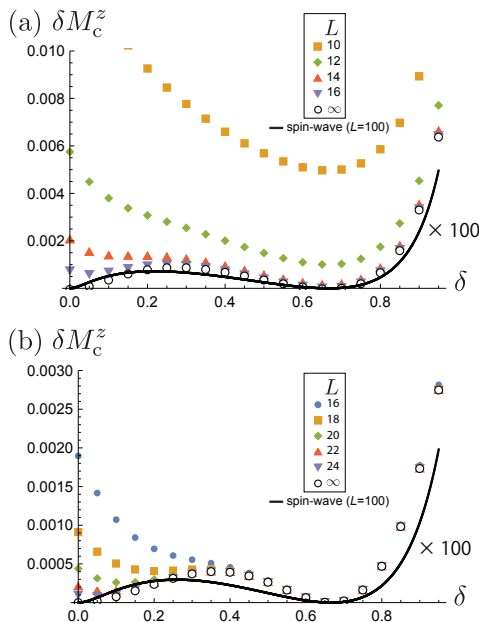 (a) δM_c^z
0.010
0.008
0.006
0.004
0.002
L
10
12
14
16
∞
spin-wave (L=100)
× 100
0.0 0.2 0.4 0.6 0.8
δ
(b) δM_c^z
0.0030
0.0025
0.0020
0.0015
0.0010
0.0005
L
16
18
20
22
24
∞
spin-wave (L=100)
× 100
0.0 0.2 0.4 0.6 0.8
δ